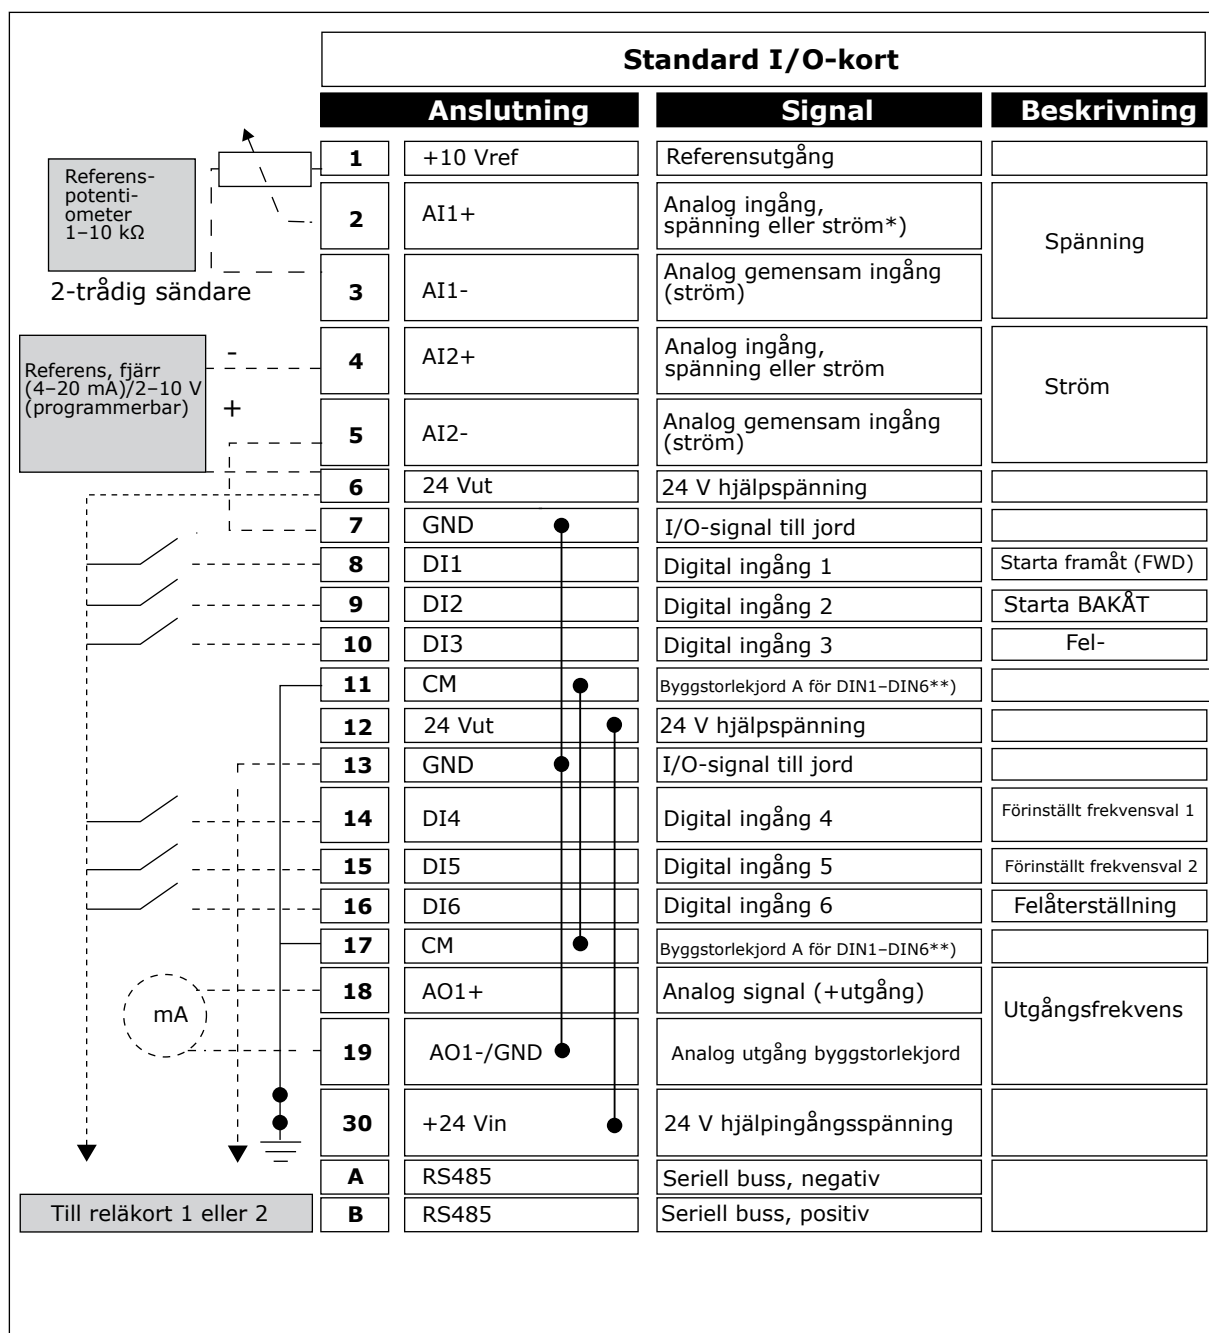 Standard I/O-kort
Anslutning Signal Beskrivning
Referens-
potenti-
ometer
1–10 kΩ
2-trådig sändare
Referens, fjärr
(4–20 mA)/2–10 V
(programmerbar)
-
+
mA
Till reläkort 1 eller 2
1 +10 Vref Referensutgång
2 AI1+ Analog ingång,
spänning eller ström*)
Spänning
3 AI1- Analog gemensam ingång
(ström)
4 AI2+ Analog ingång,
spänning eller ström
Ström
5 AI2- Analog gemensam ingång
(ström)
6 24 Vut 24 V hjälpspänning
7 GND I/O-signal till jord
8 DI1 Digital ingång 1 Starta framåt (FWD)
9 DI2 Digital ingång 2 Starta BAKÅT
10 DI3 Digital ingång 3 Fel-
11 CM Byggstorlekjord A för DIN1–DIN6**)
12 24 Vut 24 V hjälpspänning
13 GND I/O-signal till jord
14 DI4 Digital ingång 4 Förinställt frekvensval 1
15 DI5 Digital ingång 5 Förinställt frekvensval 2
16 DI6 Digital ingång 6 Felåterställning
17 CM Byggstorlekjord A för DIN1–DIN6**)
18 AO1+ Analog signal (+utgång)
Utgångsfrekvens
19 AO1-/GND Analog utgång byggstorlekjord
30 +24 Vin 24 V hjälpingångsspänning
A RS485 Seriell buss, negativ
B RS485 Seriell buss, positiv